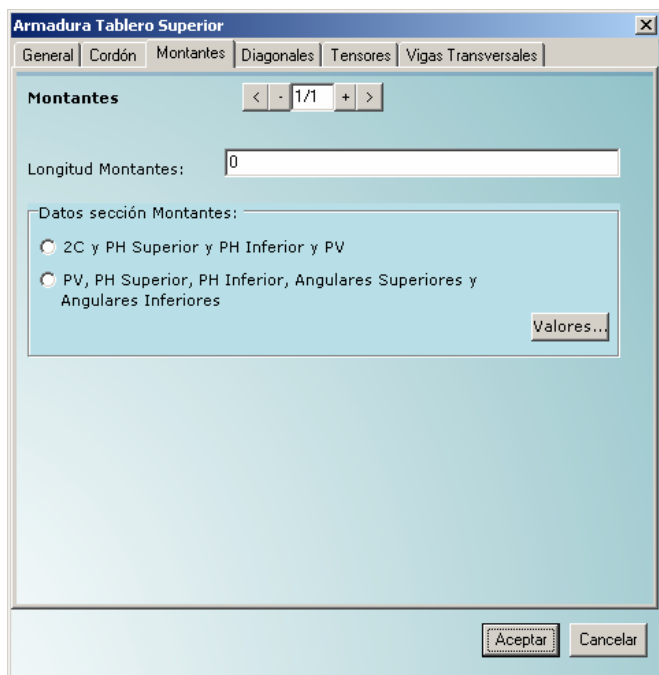 Armadura Tablero Superior
General Cordón Montantes Diagonales Tensores Vigas Transversales
Montantes < - 1/1 + >
Longitud Montantes: 0
Datos sección Montantes:
2C y PH Superior y PH Inferior y PV
PV, PH Superior, PH Inferior, Angulares Superiores y
Angulares Inferiores
Valores...
Aceptar Cancelar